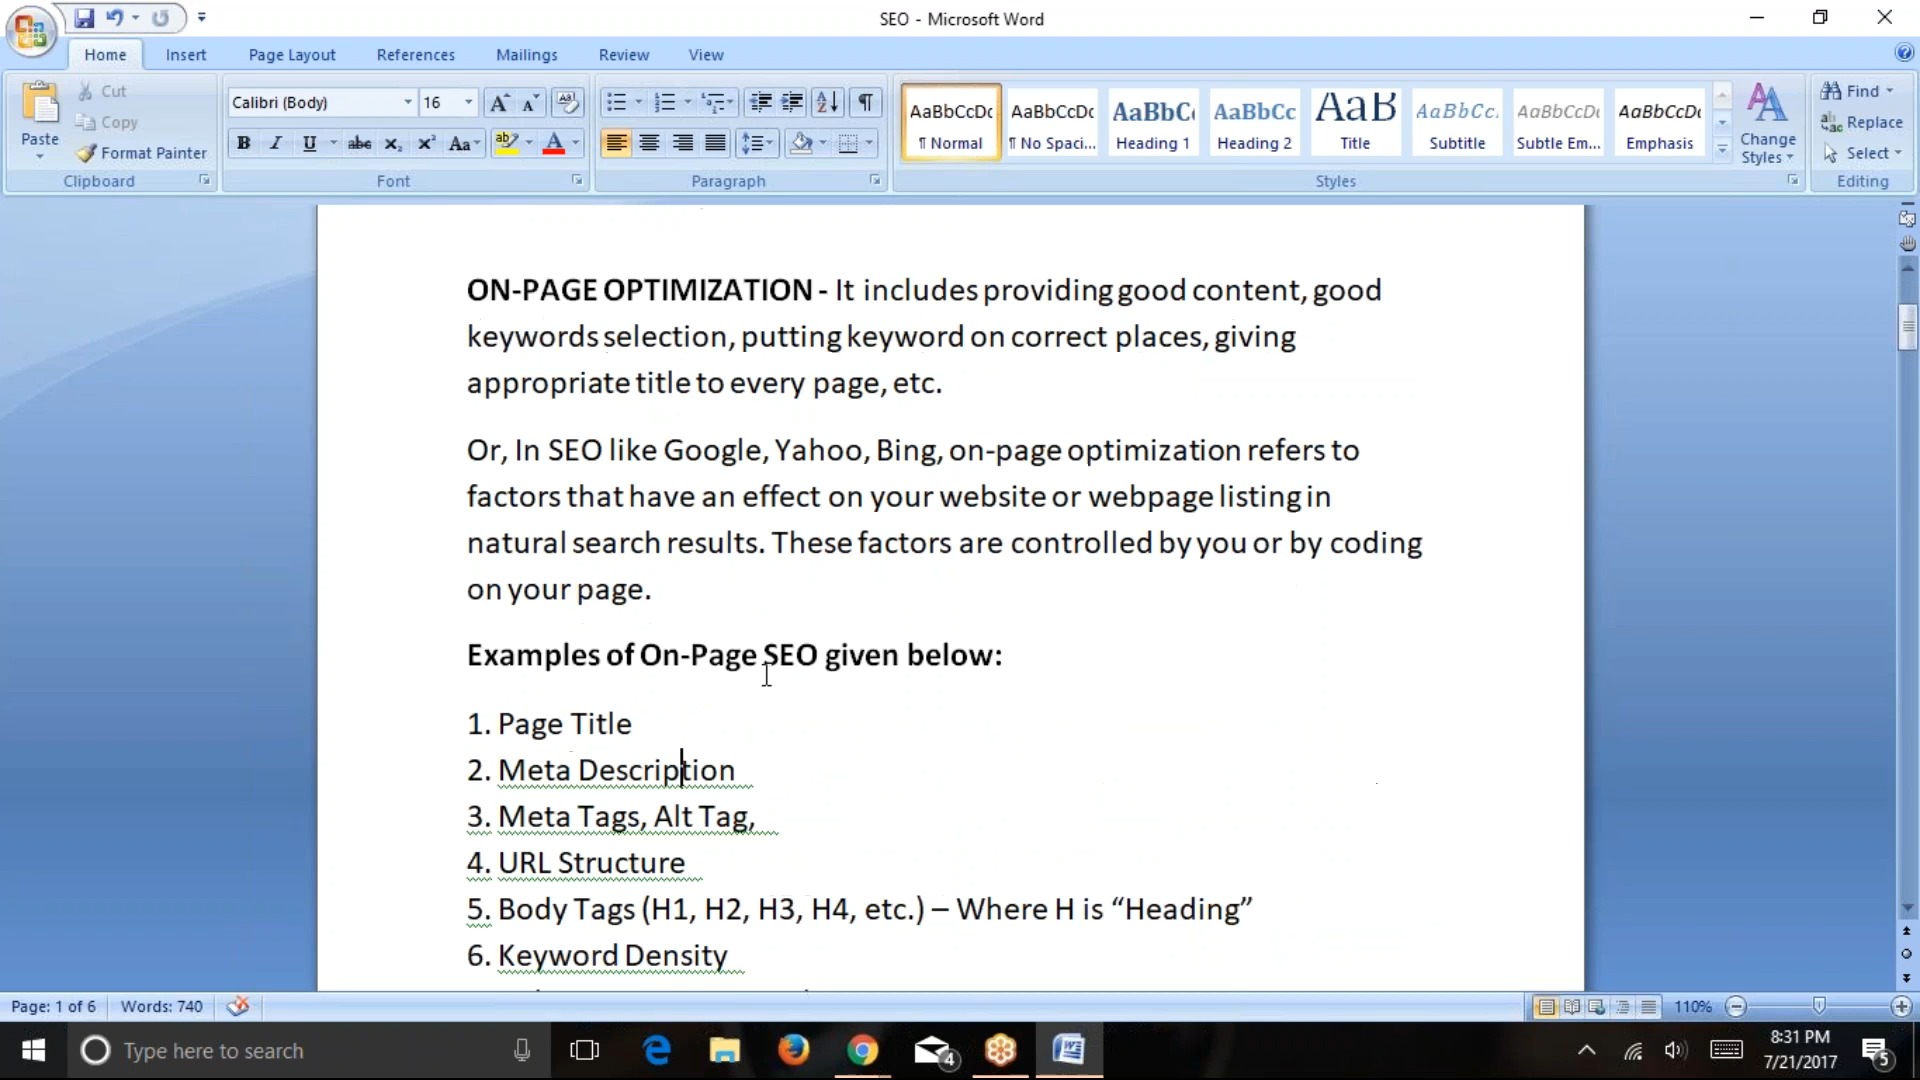 SEO - Microsoft Word
Home Insert Page Layout References Mailings Review View
Paste
Cut
Copy
Format Painter
Clipboard
Calibri (Body) 16
Font
Paragraph
AaBbCcDc AaBbCcDc AaBbC AaBbCc AaB AaBbCc. AaBbCcDc AaBbCcDc
¶ Normal ¶ No Spaci... Heading 1 Heading 2 Title Subtitle Subtle Em... Emphasis
Change Styles
Styles
Find
Replace
Select
Editing
ON-PAGE OPTIMIZATION - It includes providing good content, good
keywords selection, putting keyword on correct places, giving
appropriate title to every page, etc.
Or, In SEO like Google, Yahoo, Bing, on-page optimization refers to
factors that have an effect on your website or webpage listing in
natural search results. These factors are controlled by you or by coding
on your page.
Examples of On-Page SEO given below:
1. Page Title
2. Meta Description
3. Meta Tags, Alt Tag,
4. URL Structure
5. Body Tags (H1, H2, H3, H4, etc.) – Where H is “Heading”
6. Keyword Density
Page: 1 of 6 Words: 740 110%
Type here to search
4
8:31 PM
7/21/2017
5